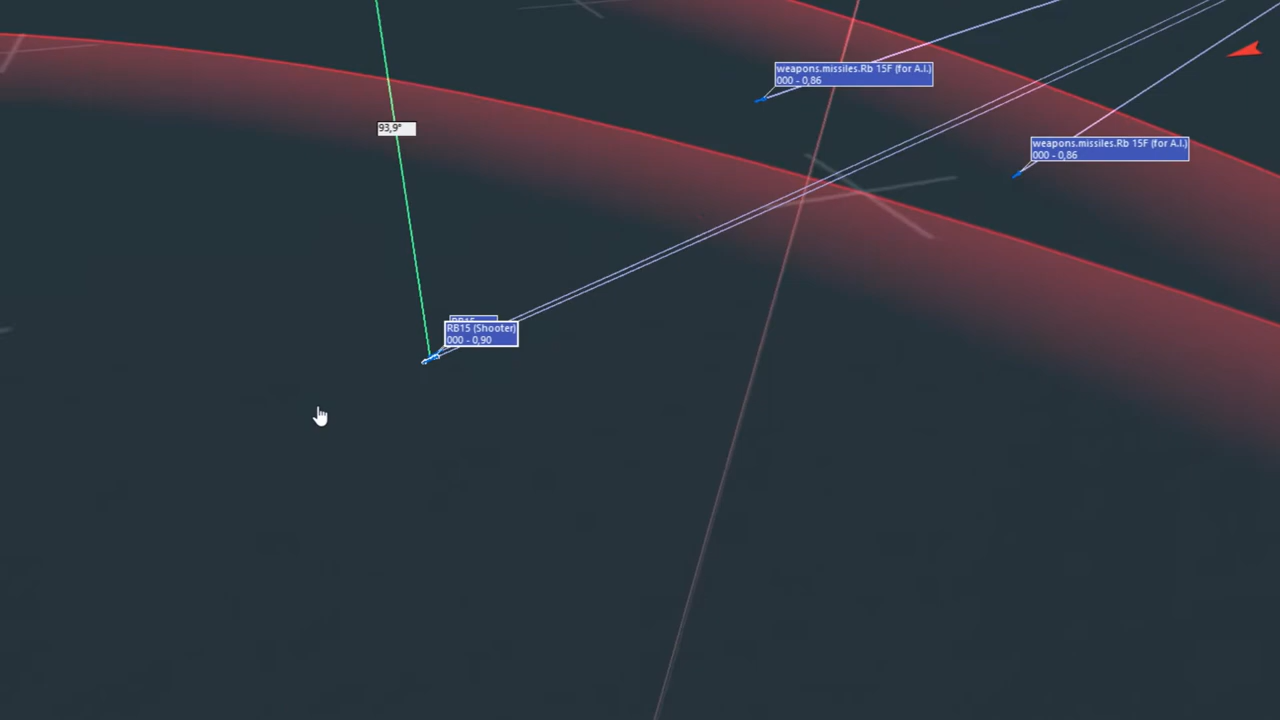 weapons.missiles.Rb 15F (for A.I.)
000 - 0,86
93,9°
weapons.missiles.Rb 15F (for A.I.)
000 - 0,86
RB15 (Shooter)
000 - 0,90